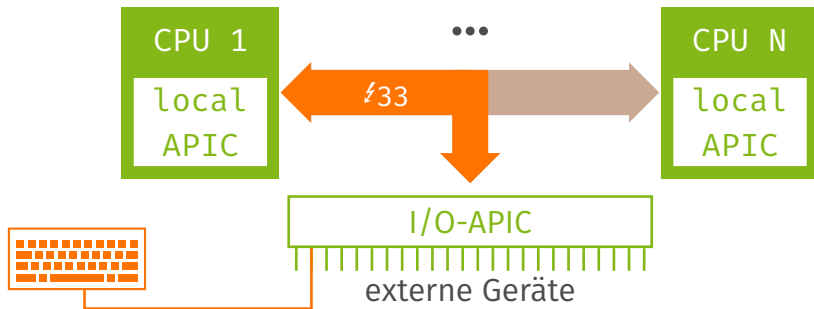 CPU 1
local
APIC
...
CPU N
local
APIC
⚡33
I/O-APIC
externe Geräte